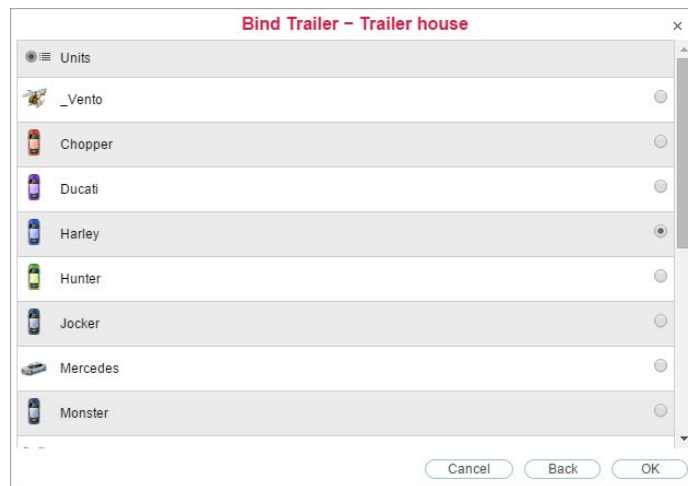 Bind Trailer – Trailer house
×
Units
_Vento
Chopper
Ducati
Harley
Hunter
Jocker
Mercedes
Monster
Cancel
Back
OK